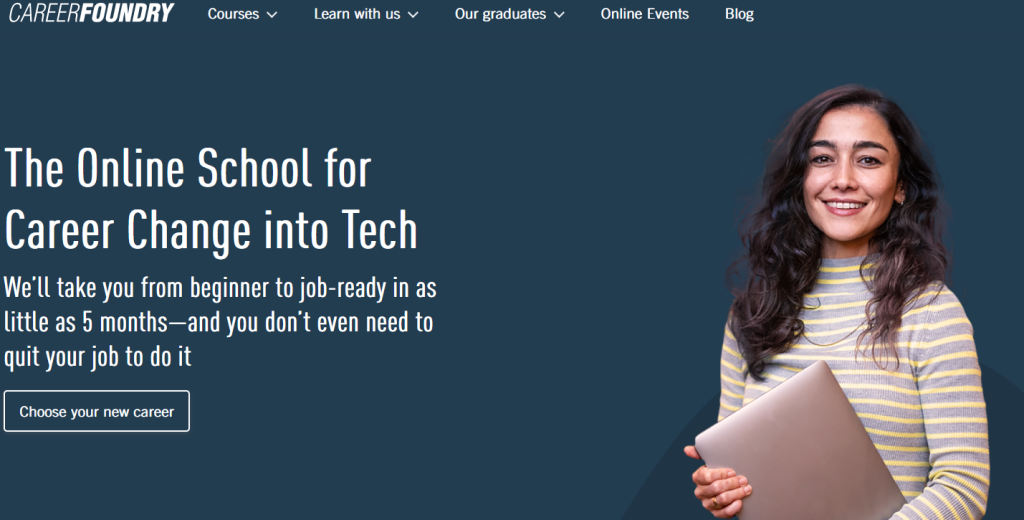 CAREERFOUNDRY
Courses
Learn with us
Our graduates
Online Events
Blog
The Online School for
Career Change into Tech
We'll take you from beginner to job-ready in as
little as 5 months—and you don't even need to
quit your job to do it
Choose your new career